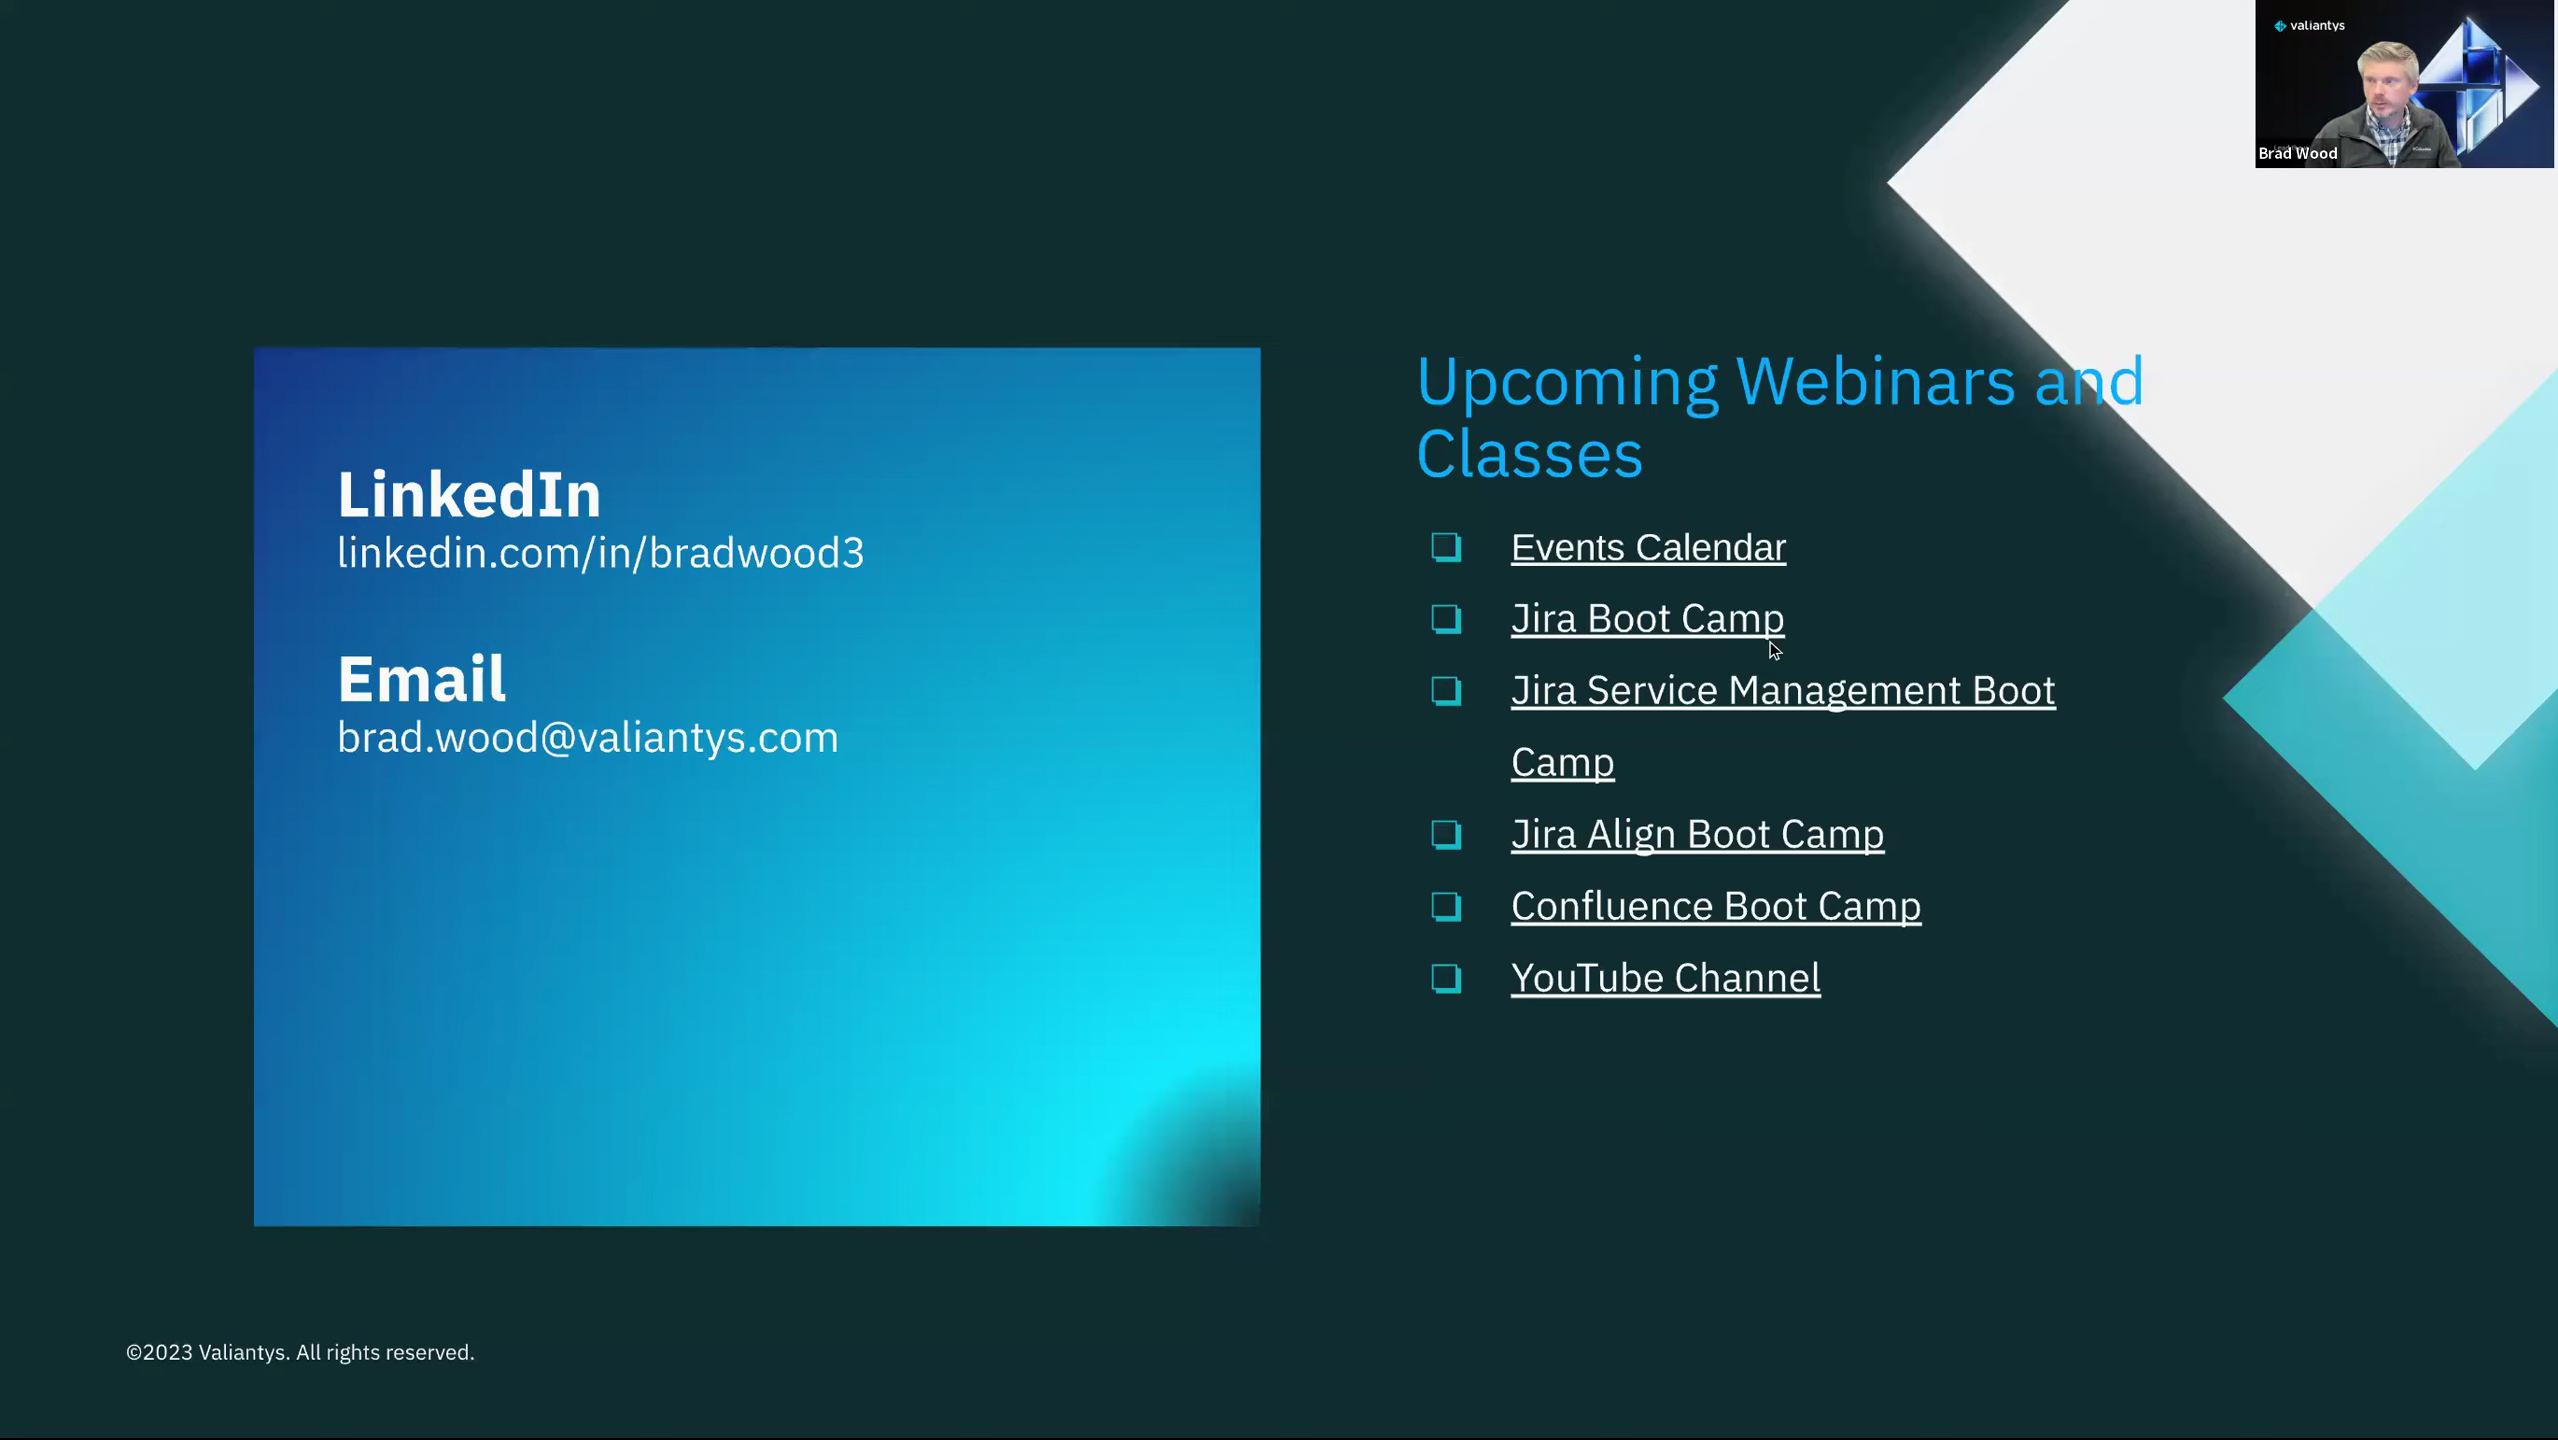 valiantys
Brad Wood
LinkedIn
linkedin.com/in/bradwood3
Email
brad.wood@valiantys.com
Upcoming Webinars and
Classes
❏ Events Calendar
❏ Jira Boot Camp
❏ Jira Service Management Boot
Camp
❏ Jira Align Boot Camp
❏ Confluence Boot Camp
❏ YouTube Channel
©2023 Valiantys. All rights reserved.